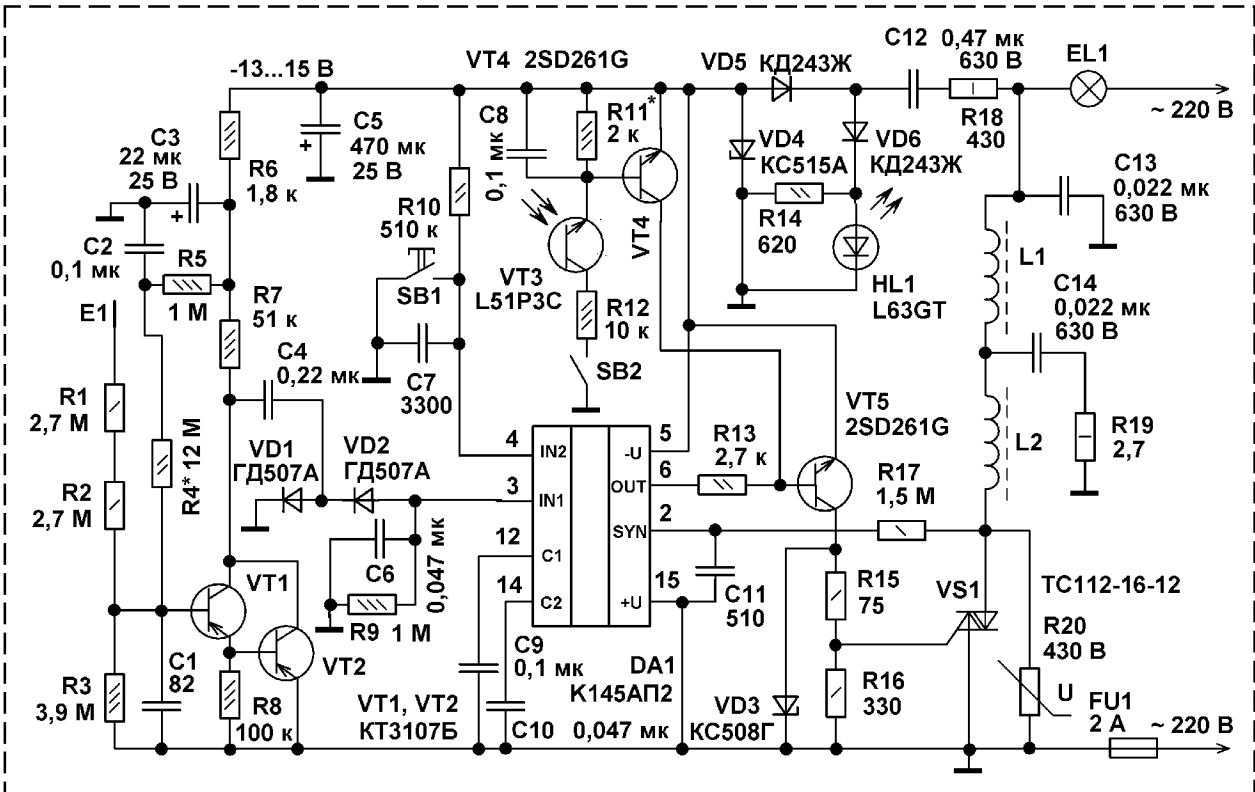 -13...15 В
VT4 2SD261G
VD5 КД243Ж
C12 0,47 мк
630 В
EL1
~ 220 В
R18
430
C3
22 мк
25 В
C5
470 мк
25 В
C8
0,1 мк
R11*
2 к
VD4
КС515А
VD6
КД243Ж
C13
0,022 мк
630 В
R6
1,8 к
R10
510 к
VT4
R14
620
C2
0,1 мк
R5
1 М
SB1
VT3
L51P3C
HL1
L63GT
L1
E1
R7
51 к
R12
10 к
C14
0,022 мк
630 В
C4
0,22 мк
C7
3300
SB2
R1
2,7 М
VT5
2SD261G
L2
R19
2,7
R4* 12 М
VD1
ГД507А
VD2
ГД507А
4
IN2
5
-U
R13
2,7 к
R17
1,5 М
R2
2,7 М
3
IN1
6
OUT
2
SYN
12
C1
C6
0,047 мк
14
C2
15
+U
C11
510
R15
75
VS1
ТС112-16-12
VT1
R9 1 М
R20
430 В
U
VT2
C9
0,1 мк
DA1
К145АП2
R3
3,9 М
C1
82
R8
100 к
VT1, VT2
КТ3107Б
C10 0,047 мк
VD3
КС508Г
R16
330
FU1
2 А
~ 220 В